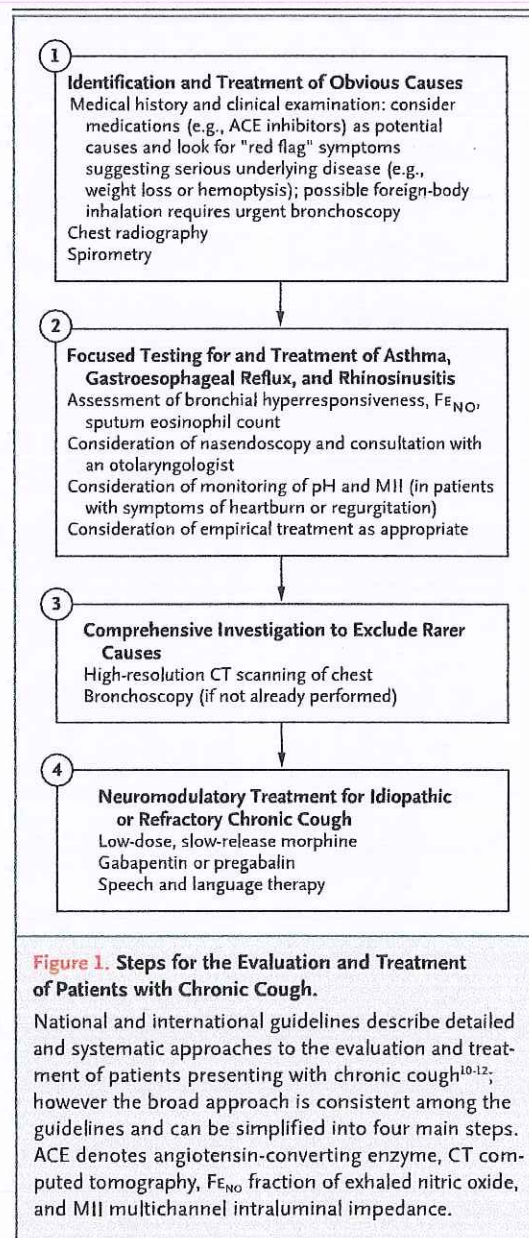 1
Identification and Treatment of Obvious Causes
Medical history and clinical examination: consider
medications (e.g., ACE inhibitors) as potential
causes and look for "red flag" symptoms
suggesting serious underlying disease (e.g.,
weight loss or hemoptysis); possible foreign-body
inhalation requires urgent bronchoscopy
Chest radiography
Spirometry
2
Focused Testing for and Treatment of Asthma,
Gastroesophageal Reflux, and Rhinosinusitis
Assessment of bronchial hyperresponsiveness, FeNO,
sputum eosinophil count
Consideration of nasendoscopy and consultation with
an otolaryngologist
Consideration of monitoring of pH and MII (in patients
with symptoms of heartburn or regurgitation)
Consideration of empirical treatment as appropriate
3
Comprehensive Investigation to Exclude Rarer
Causes
High-resolution CT scanning of chest
Bronchoscopy (if not already performed)
4
Neuromodulatory Treatment for Idiopathic
or Refractory Chronic Cough
Low-dose, slow-release morphine
Gabapentin or pregabalin
Speech and language therapy
Figure 1. Steps for the Evaluation and Treatment
of Patients with Chronic Cough.
National and international guidelines describe detailed
and systematic approaches to the evaluation and treat-
ment of patients presenting with chronic cough10-12;
however the broad approach is consistent among the
guidelines and can be simplified into four main steps.
ACE denotes angiotensin-converting enzyme, CT com-
puted tomography, FeNO fraction of exhaled nitric oxide,
and MII multichannel intraluminal impedance.